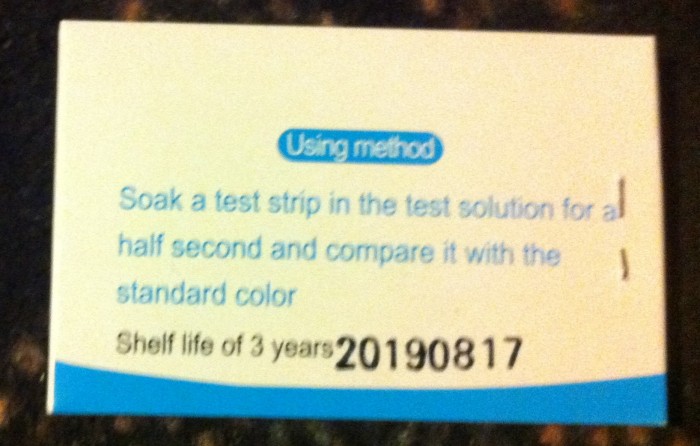 Using method
Soak a test strip in the test solution for a
half second and compare it with the
standard color
Shelf life of 3 years20190817